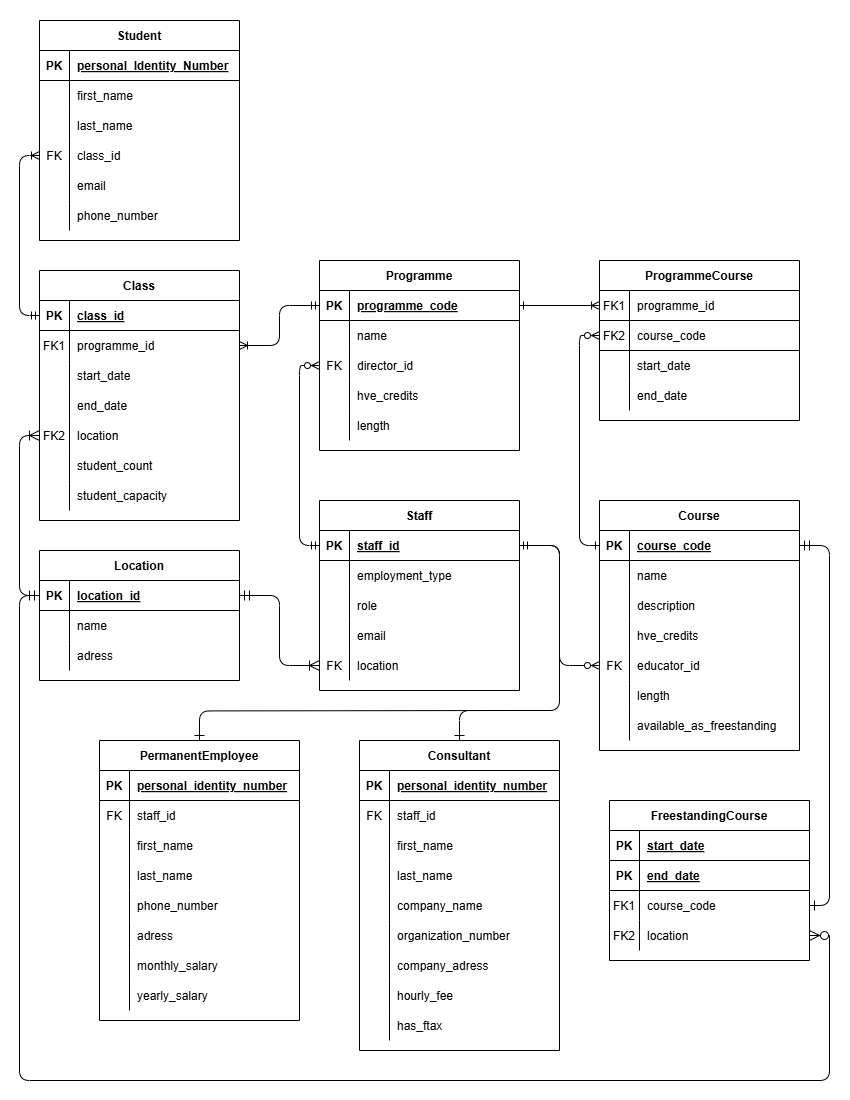 Student
PK personal_Identity_Number
first_name
last_name
FK class_id
email
phone_number
Class
PK class_id
FK1 programme_id
start_date
end_date
FK2 location
student_count
student_capacity
Location
PK location_id
name
adress
Programme
PK programme_code
name
FK director_id
hve_credits
length
ProgrammeCourse
FK1 programme_id
FK2 course_code
start_date
end_date
Staff
PK staff_id
employment_type
role
email
FK location
Course
PK course_code
name
description
hve_credits
FK educator_id
length
available_as_freestanding
PermanentEmployee
PK personal_identity_number
FK staff_id
first_name
last_name
phone_number
adress
monthly_salary
yearly_salary
Consultant
PK personal_identity_number
FK staff_id
first_name
last_name
company_name
organization_number
company_adress
hourly_fee
has_ftax
FreestandingCourse
PK start_date
PK end_date
FK1 course_code
FK2 location